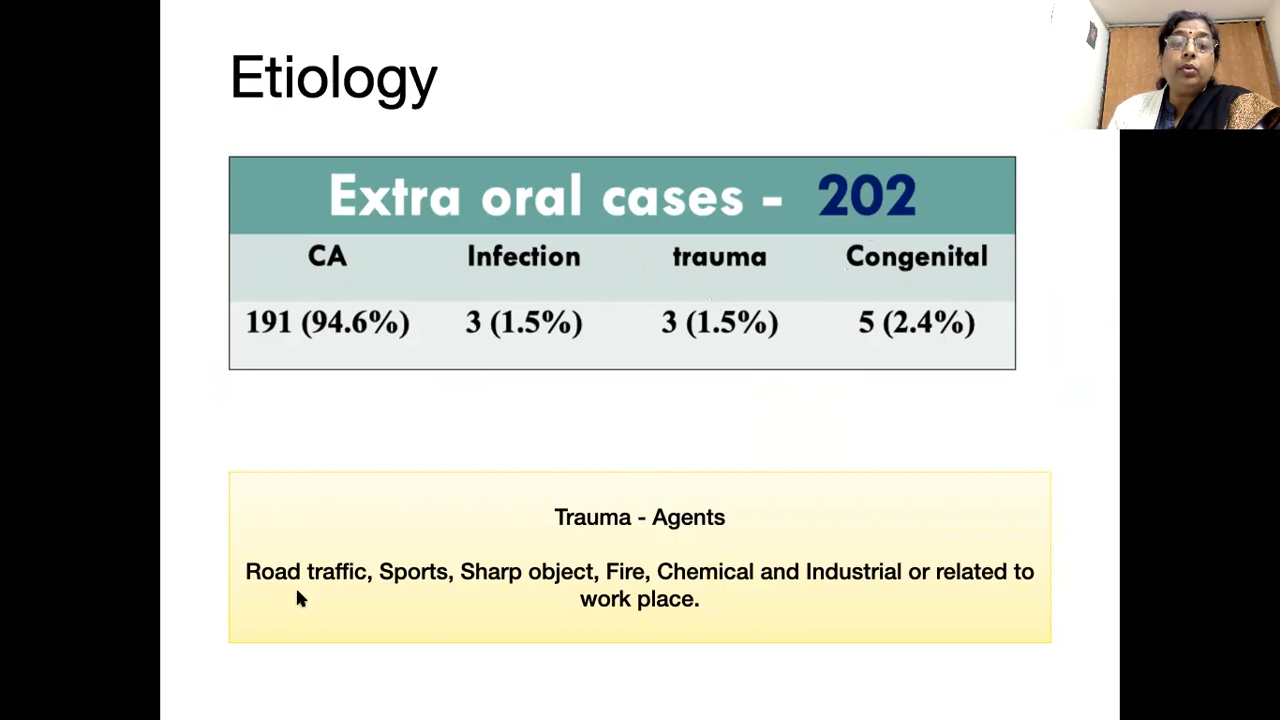 Etiology
Extra oral cases - 202
CA Infection trauma Congenital
191 (94.6%) 3 (1.5%) 3 (1.5%) 5 (2.4%)
Trauma - Agents
Road traffic, Sports, Sharp object, Fire, Chemical and Industrial or related to
work place.